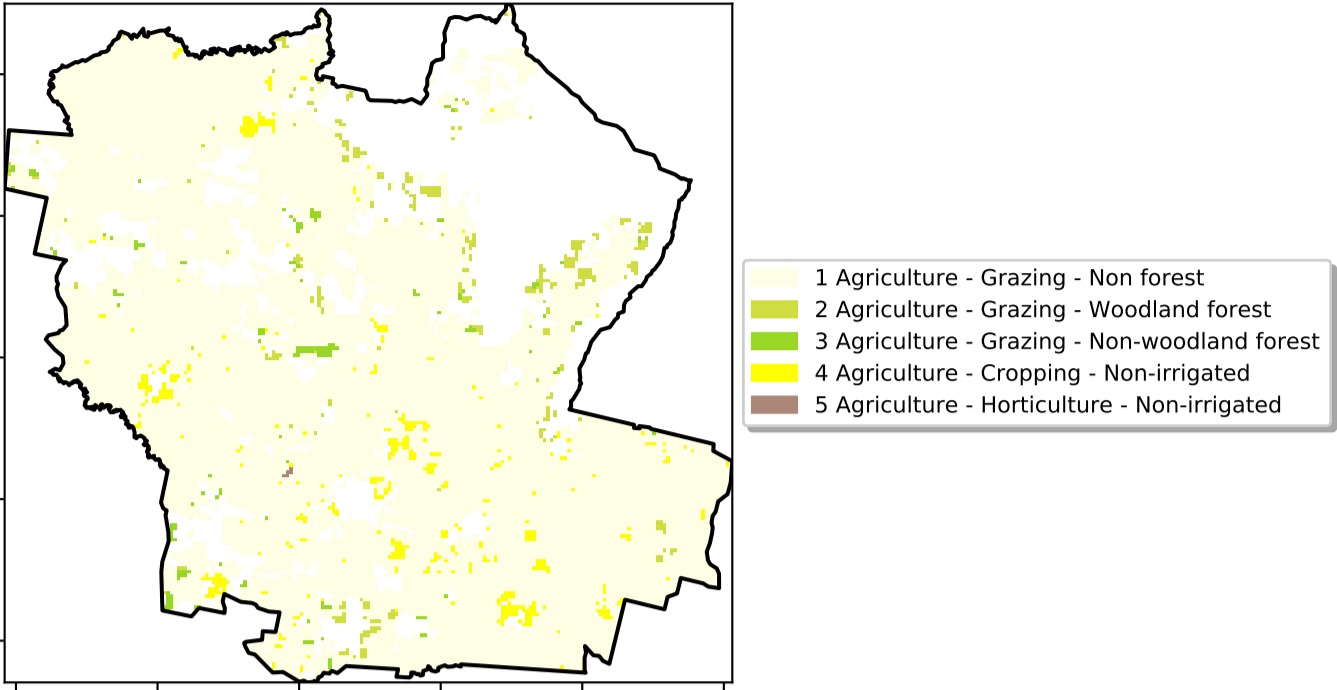 1 Agriculture - Grazing - Non forest
2 Agriculture - Grazing - Woodland forest
3 Agriculture - Grazing - Non-woodland forest
4 Agriculture - Cropping - Non-irrigated
5 Agriculture - Horticulture - Non-irrigated